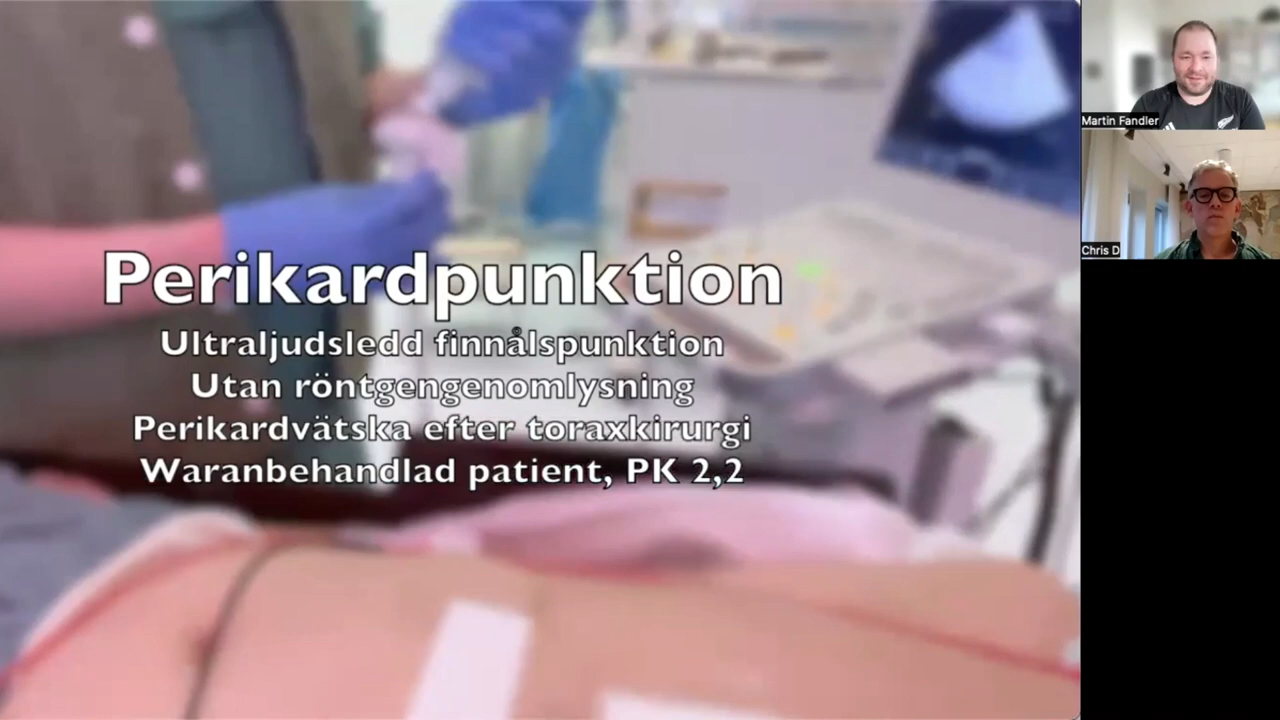 Perikardpunktion
Ultraljudsledd finnålspunktion
Utan röntgengenomlysning
Perikardvätska efter toraxkirurgi
Waranbehandlad patient, PK 2,2
Martin Fandler
Chris D